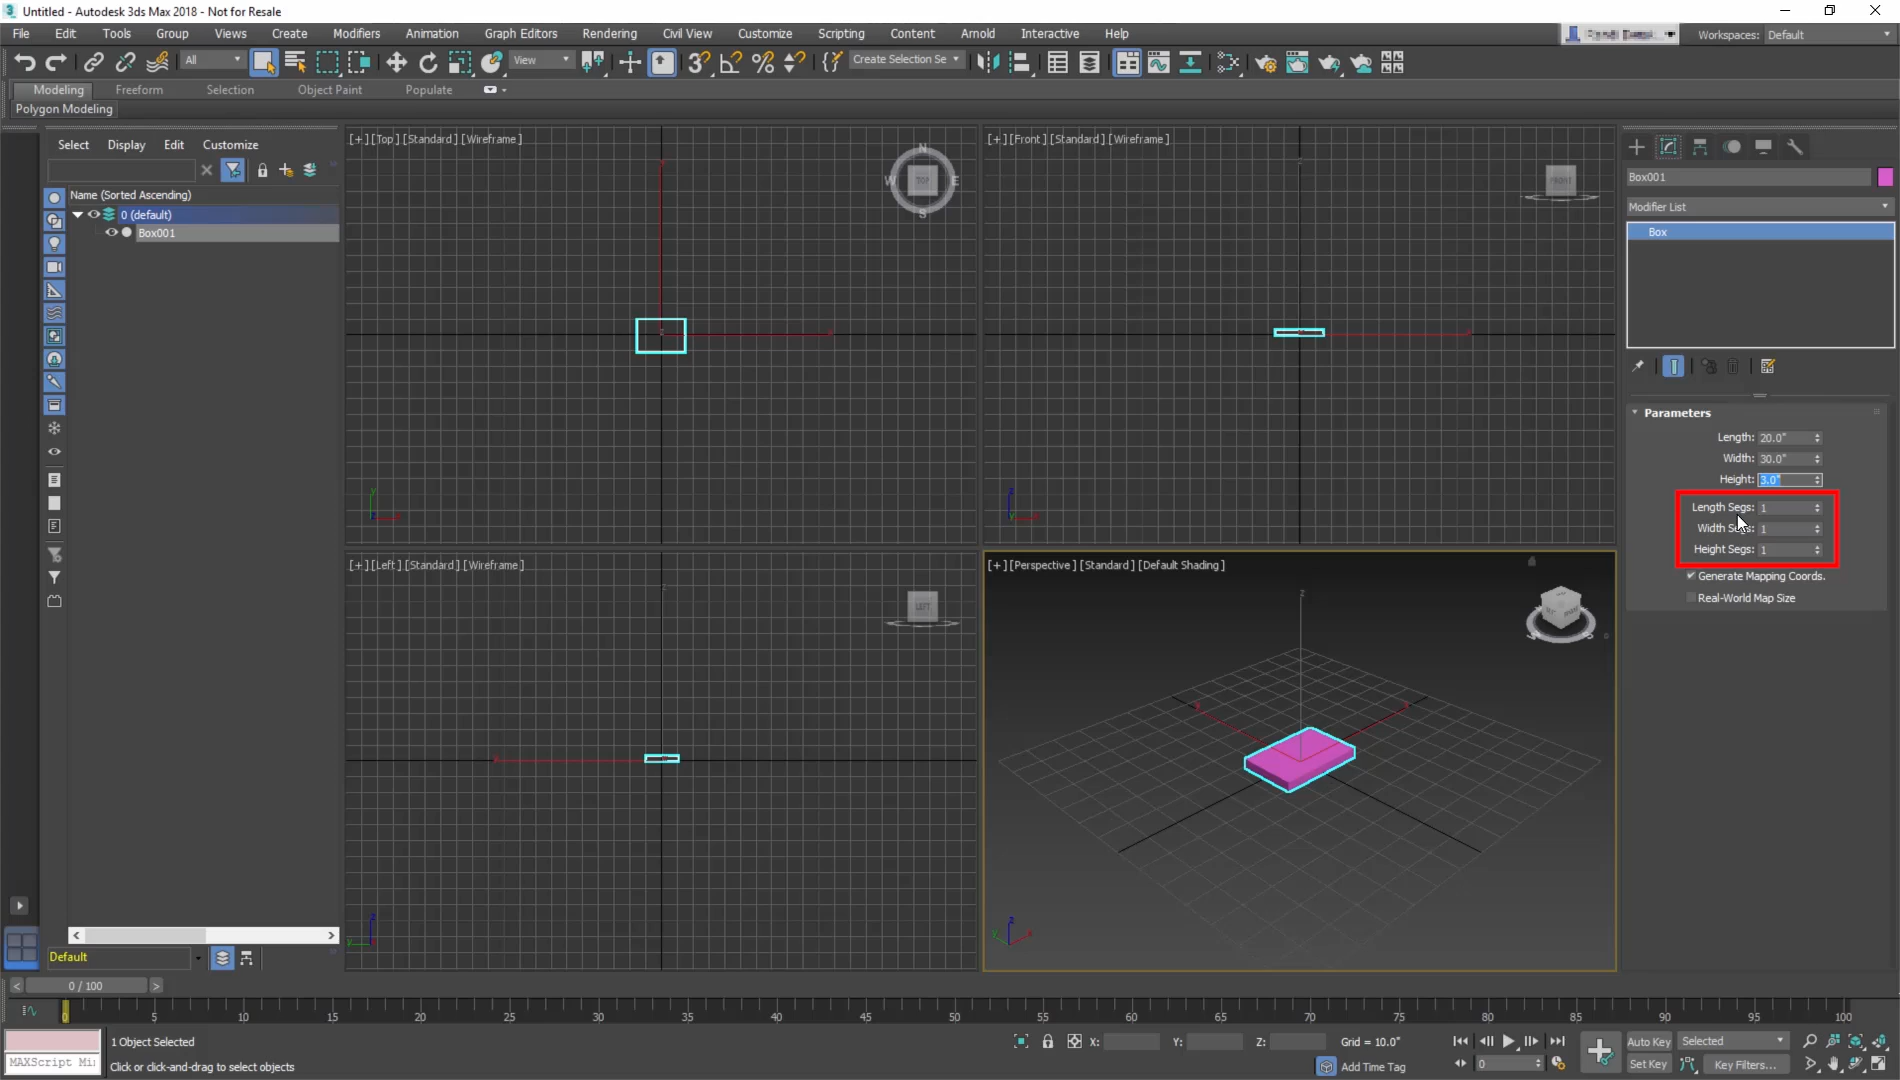 Untitled - Autodesk 3ds Max 2018 - Not for Resale
File Edit Tools Group Views Create Modifiers Animation Graph Editors Rendering Civil View Customize Scripting Content Arnold Interactive Help
Workspaces: Default
All View Create Selection Se
Modeling Freeform Selection Object Paint Populate
Polygon Modeling
Select Display Edit Customize
Name (Sorted Ascending)
0 (default)
Box001
Default
[+] [Top] [Standard] [Wireframe]
N
W TOP E
S
[+] [Front] [Standard] [Wireframe]
FRONT
[+] [Left] [Standard] [Wireframe]
LEFT
[+] [Perspective] [Standard] [Default Shading]
Box001
Modifier List
Box
Parameters
Length: 20.0"
Width: 30.0"
Height: 3.0"
Length Segs: 1
Width Segs: 1
Height Segs: 1
Generate Mapping Coords.
Real-World Map Size
0 / 100
0 5 10 15 20 25 30 35 40 45 50 55 60 65 70 75 80 85 90 95 100
1 Object Selected
X: Y: Z: Grid = 10.0"
Auto Key Selected
MAXScript Mi
Click or click-and-drag to select objects
Add Time Tag
0
Set Key Key Filters...